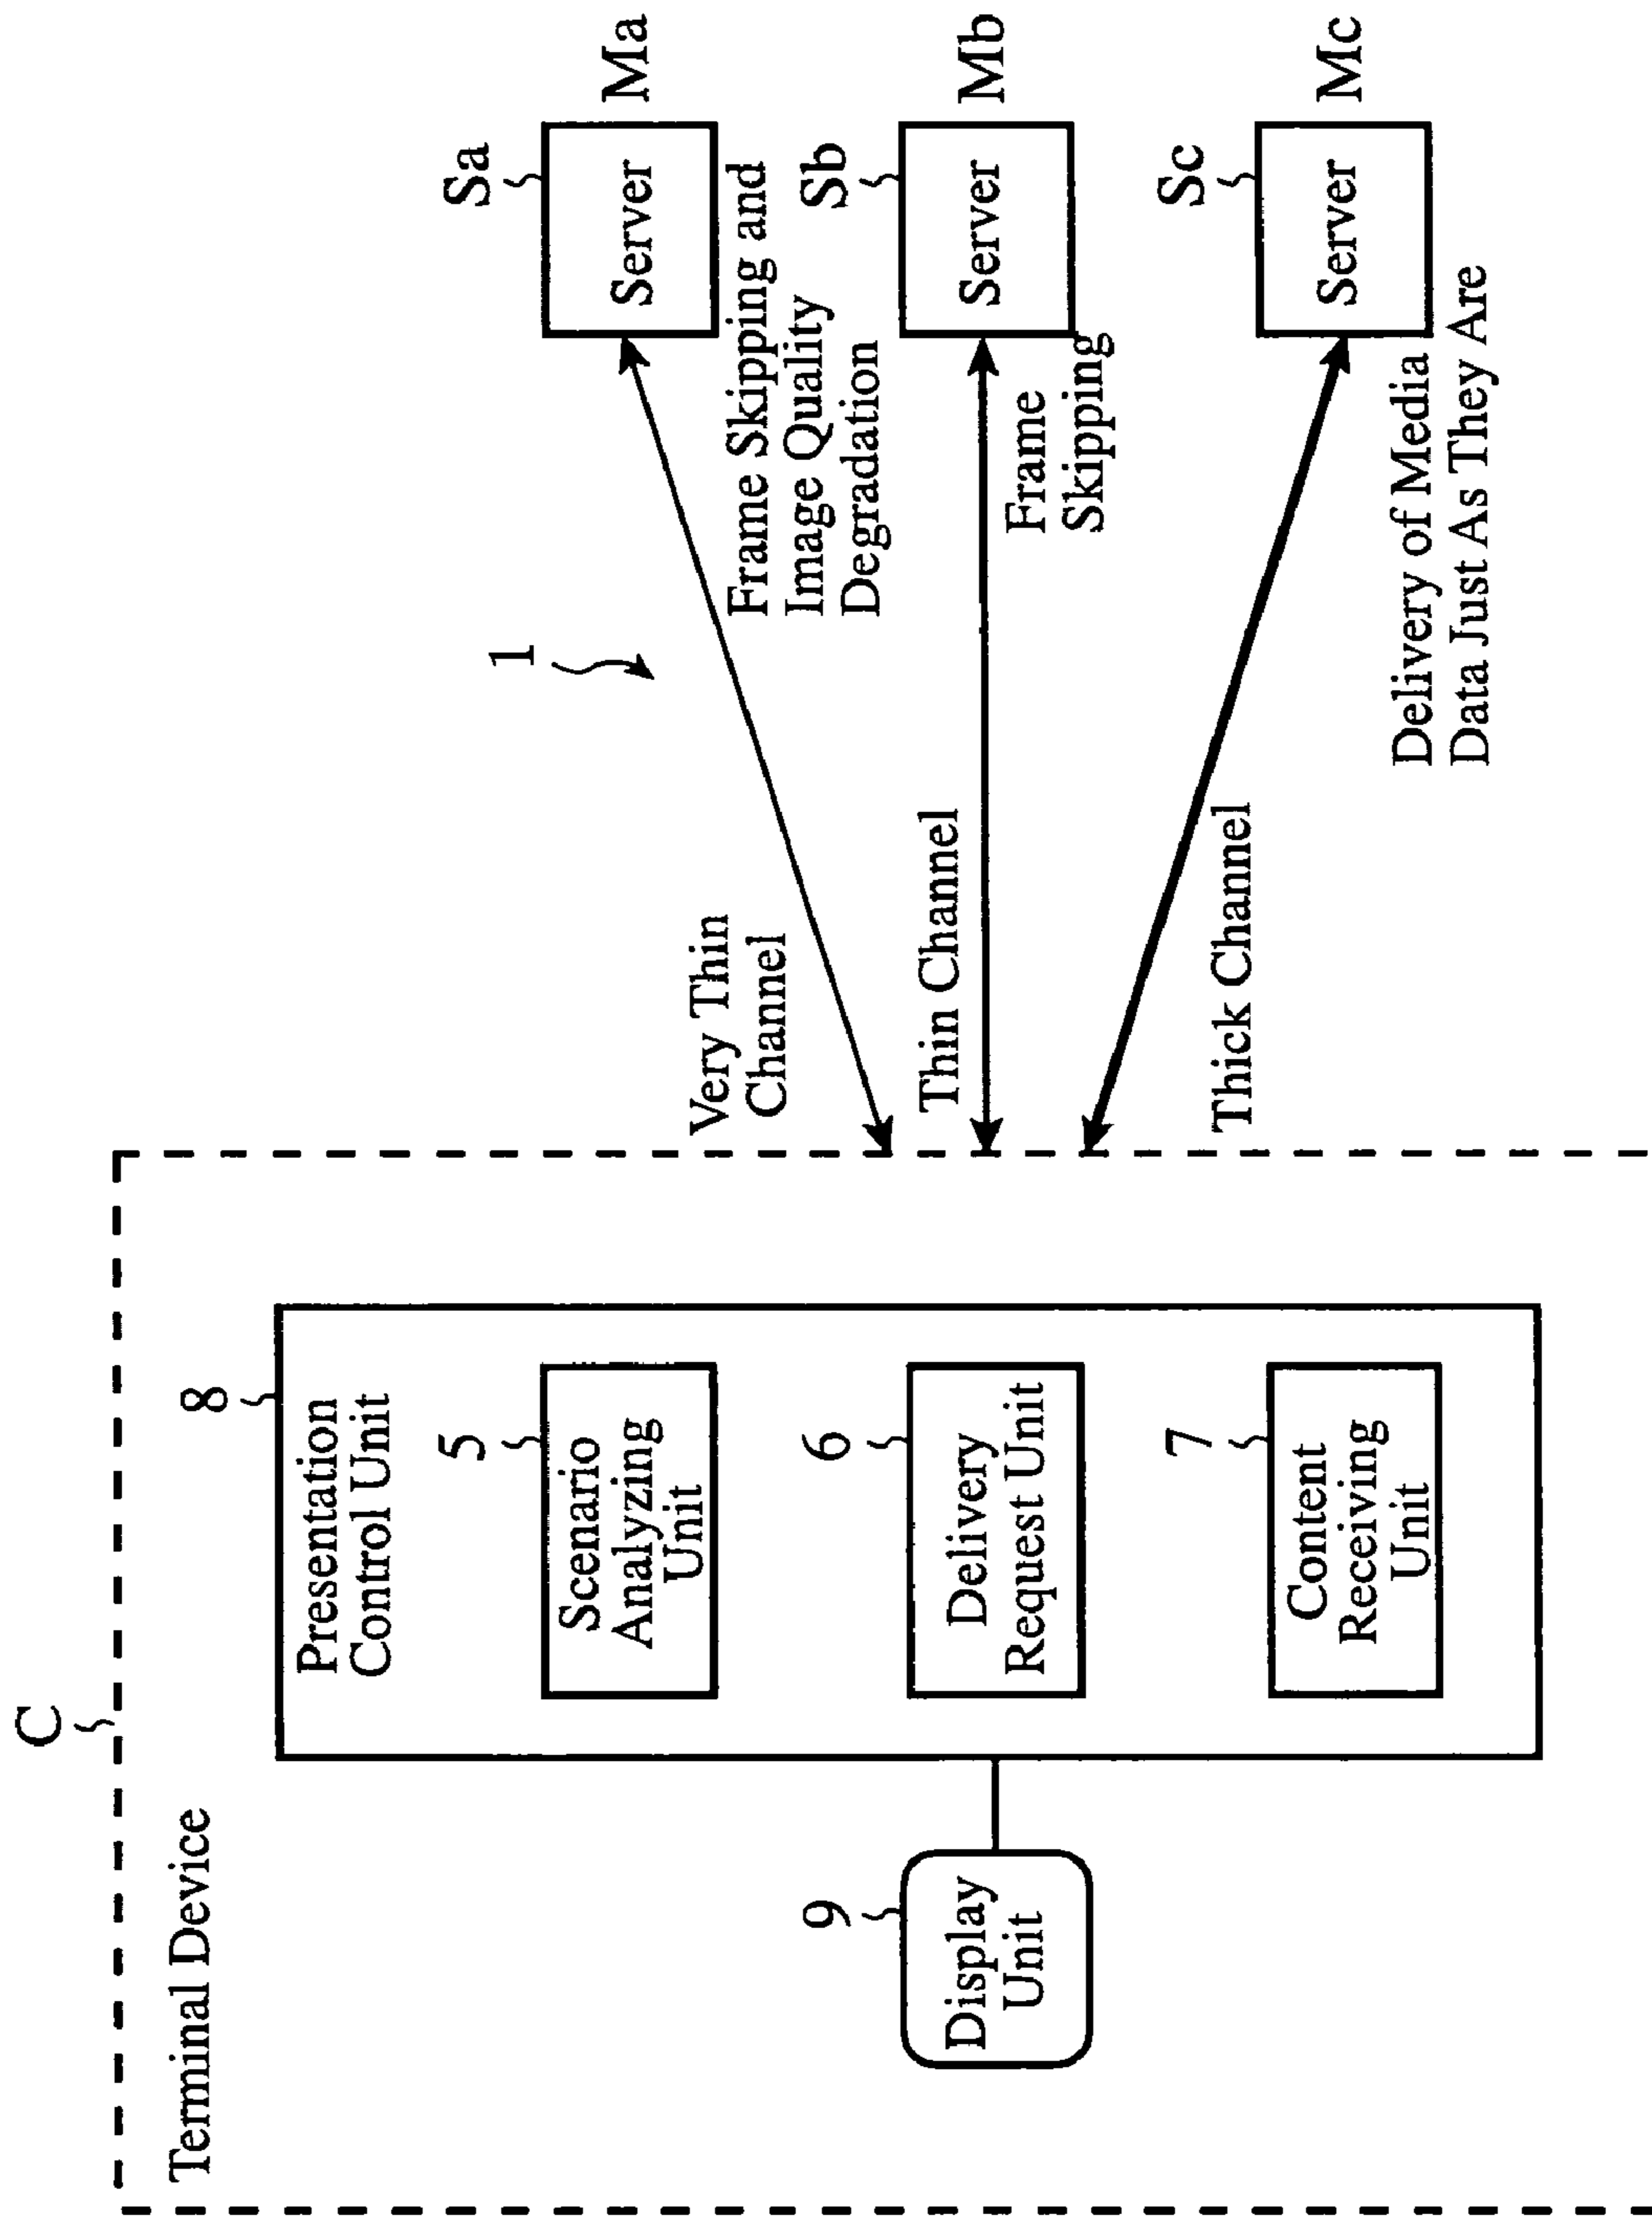 C
Terminal Device
8
Presentation
Control Unit
5
Scenario
Analyzing
Unit
6
Delivery
Request Unit
7
Content
Receiving
Unit
9
Display
Unit
1
Very Thin
Channel
Thin Channel
Thick Channel
Sa
Server
Ma
Frame Skipping and
Image Quality
Degradation
Sb
Server
Mb
Frame
Skipping
Sc
Server
Mc
Delivery of Media
Data Just As They Are